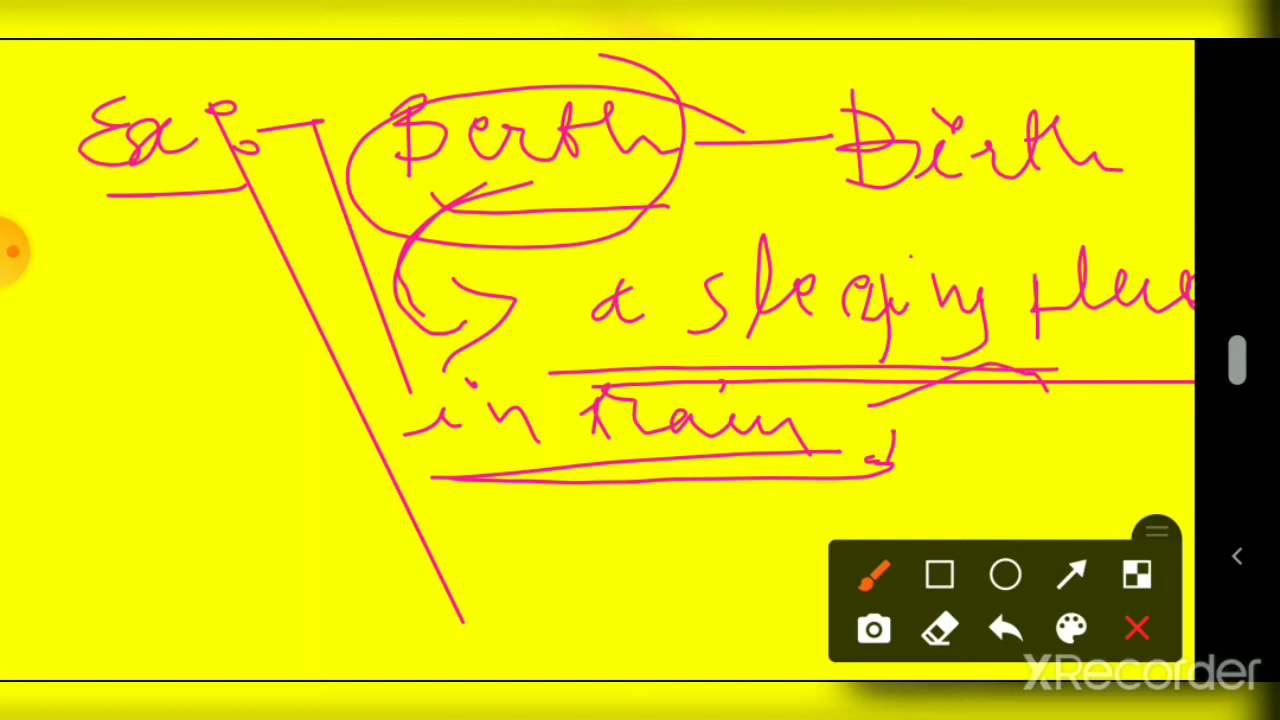 Ex :- Berth — Birth
a sleeping place
in train
XRecorder